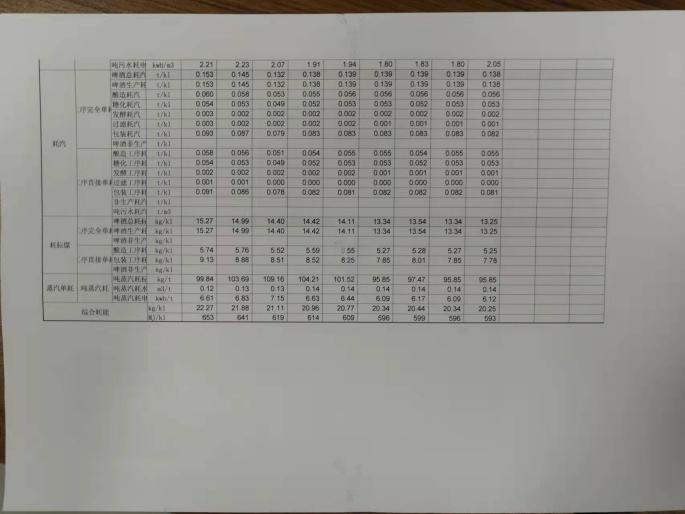 吨污水耗电 kwh/m3 2.21 2.23 2.07 1.91 1.94 1.80 1.83 1.80 2.05
啤酒总耗汽 t/kl 0.153 0.145 0.132 0.138 0.139 0.139 0.139 0.139 0.138
啤酒生产耗 t/kl 0.153 0.145 0.132 0.138 0.139 0.139 0.139 0.139 0.138
酿造耗汽 t/kl 0.060 0.058 0.053 0.055 0.056 0.056 0.056 0.056 0.056
序完全单耗 糖化耗汽 t/kl 0.054 0.053 0.049 0.052 0.053 0.053 0.052 0.053 0.053
发酵耗汽 t/kl 0.003 0.002 0.002 0.002 0.002 0.002 0.002 0.002 0.002
过滤耗汽 t/kl 0.003 0.002 0.002 0.002 0.002 0.001 0.001 0.001 0.001
包装耗汽 t/kl 0.093 0.087 0.079 0.083 0.083 0.083 0.083 0.083 0.082
耗汽 啤酒非生产 t/kl
酿造工序耗 t/kl 0.058 0.056 0.051 0.054 0.055 0.055 0.054 0.055 0.055
糖化工序耗 t/kl 0.054 0.053 0.049 0.052 0.053 0.053 0.052 0.053 0.053
发酵工序耗 t/kl 0.002 0.002 0.002 0.002 0.002 0.001 0.001 0.001 0.001
序直接单耗 过滤工序耗 t/kl 0.001 0.001 0.000 0.000 0.000 0.000 0.000 0.000 0.000
包装工序耗 t/kl 0.091 0.086 0.078 0.082 0.081 0.082 0.082 0.082 0.081
非生产耗汽 t/kl
吨污水耗汽 t/m3
啤酒总耗标 kg/kl 15.27 14.99 14.40 14.42 14.11 13.34 13.54 13.34 13.25
序完全单耗 啤酒生产耗 kg/kl 15.27 14.99 14.40 14.42 14.11 13.34 13.54 13.34 13.25
啤酒非生产 kg/kl
耗标煤 酿造工序耗 kg/kl 5.74 5.76 5.52 5.59 5.55 5.27 5.28 5.27 5.25
序直接单耗 包装工序耗 kg/kl 9.13 8.88 8.51 8.52 8.25 7.85 8.01 7.85 7.78
啤酒非生产 kg/kl
吨蒸汽耗标 kg/t 99.84 103.69 109.16 104.21 101.52 95.85 97.47 95.85 95.85
蒸汽单耗 吨蒸汽耗 吨蒸汽耗水 m3/t 0.12 0.13 0.13 0.14 0.14 0.14 0.14 0.14 0.14
吨蒸汽耗电 kwh/t 6.61 6.83 7.15 6.63 6.44 6.09 6.17 6.09 6.12
综合耗能 kg/kl 22.27 21.88 21.11 20.96 20.77 20.34 20.44 20.34 20.25
MJ/kl 653 641 619 614 609 596 599 596 593